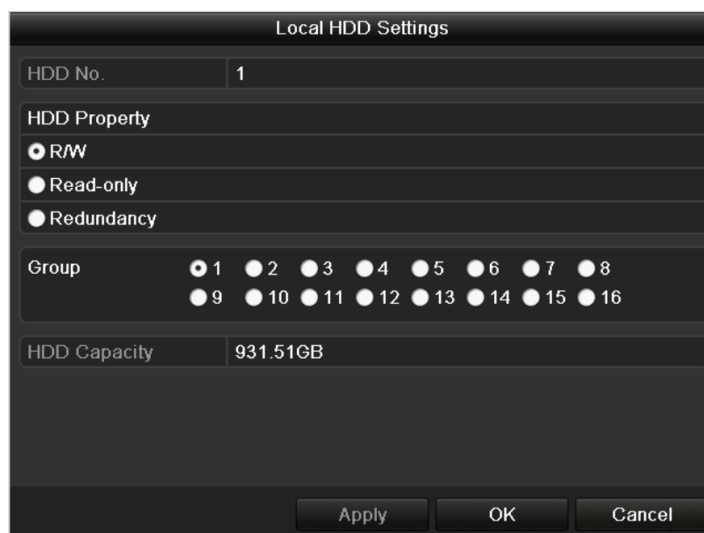 Local HDD Settings
HDD No. 1
HDD Property
R/W
Read-only
Redundancy
Group 1 2 3 4 5 6 7 8
9 10 11 12 13 14 15 16
HDD Capacity 931.51GB
Apply OK Cancel